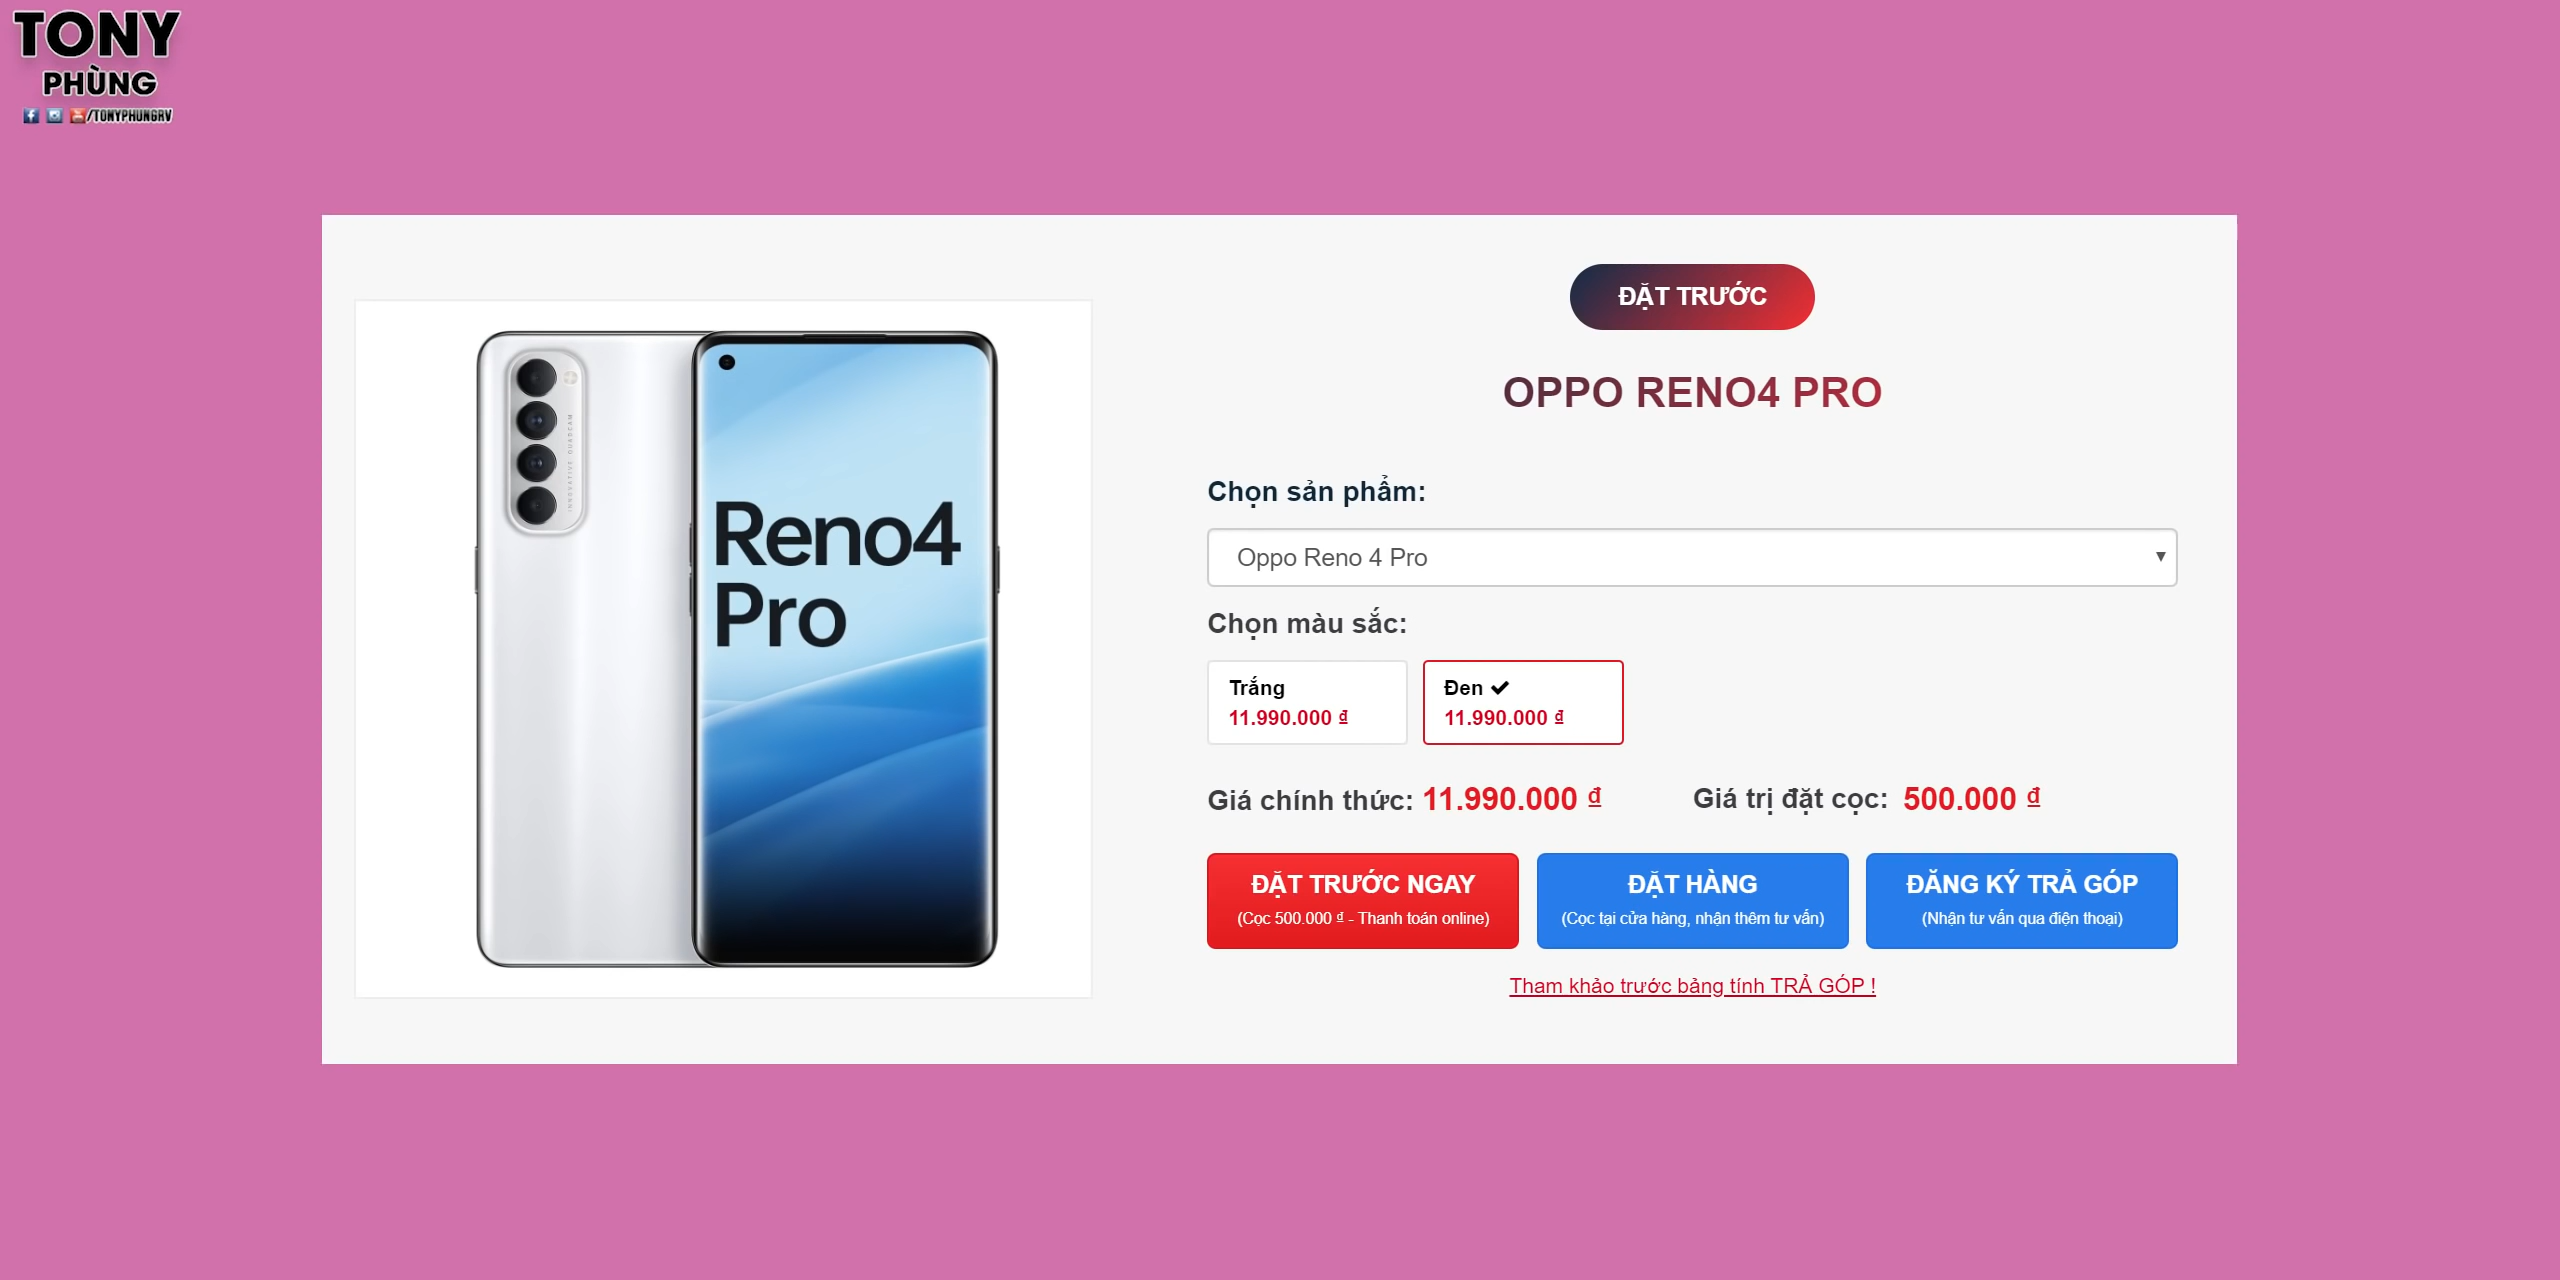 TONY
PHÙNG
/TONYPHUNGRV
ĐẶT TRƯỚC
OPPO RENO4 PRO
INNOVATIVE QUADCAM
Reno4
Pro
Chọn sản phẩm:
Oppo Reno 4 Pro
Chọn màu sắc:
Trắng
11.990.000 ₫
Đen
11.990.000 ₫
Giá chính thức: 11.990.000 ₫
Giá trị đặt cọc: 500.000 ₫
ĐẶT TRƯỚC NGAY
(Cọc 500.000 ₫ - Thanh toán online)
ĐẶT HÀNG
(Cọc tại cửa hàng, nhận thêm tư vấn)
ĐĂNG KÝ TRẢ GÓP
(Nhận tư vấn qua điện thoại)
Tham khảo trước bảng tính TRẢ GÓP !